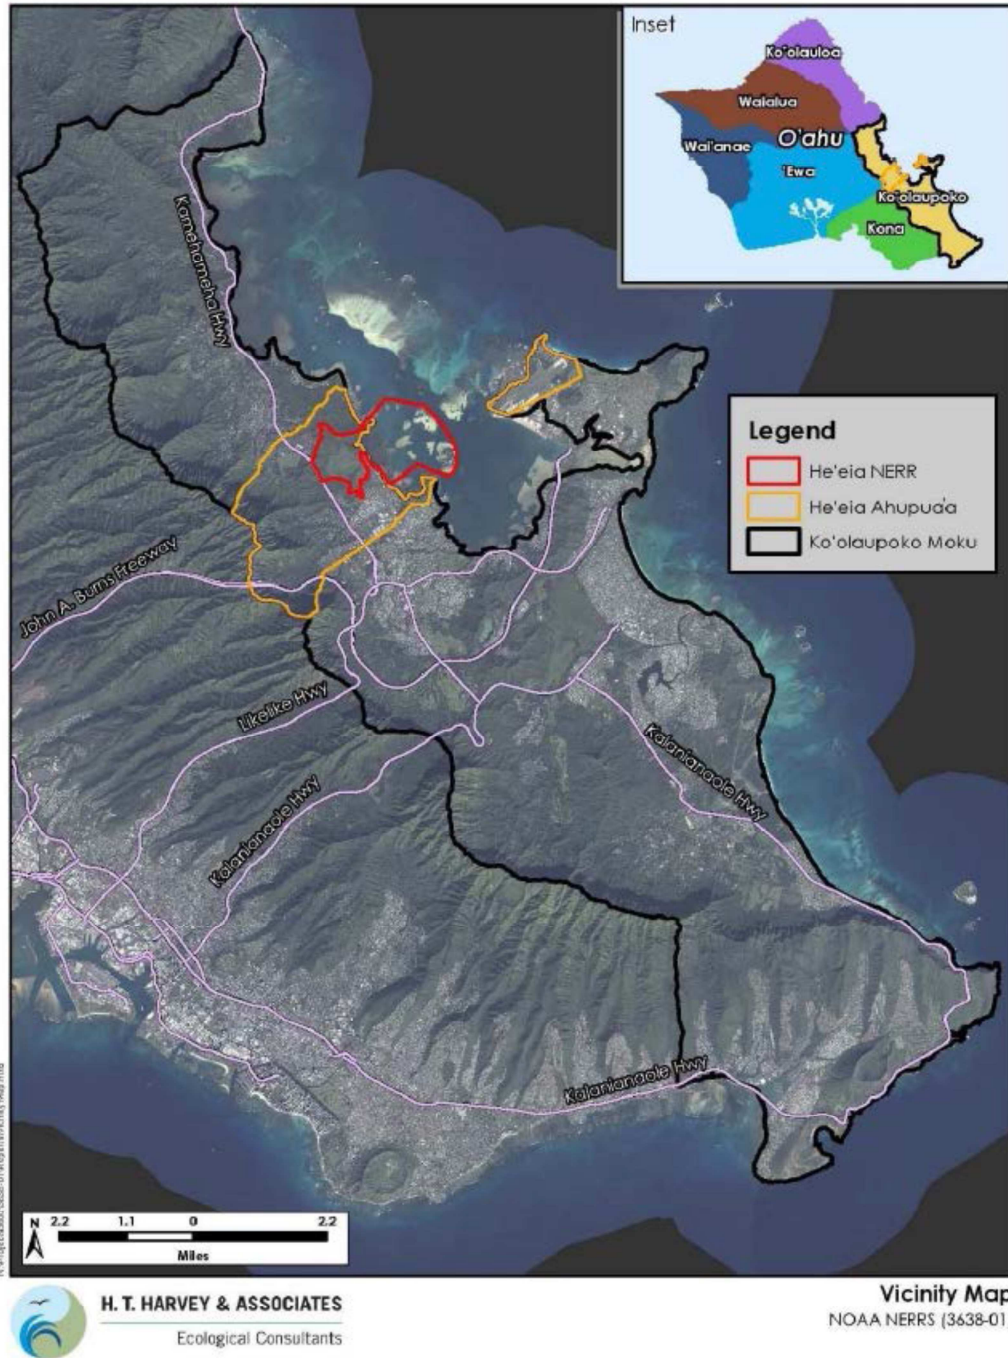 Inset
Ko'olauloa
Waialua
O'ahu
Wai'anae
'Ewa
Ko'olaupoko
Kona
Kamehameha Hwy
Legend
He'eia NERR
He'eia Ahupua'a
Ko'olaupoko Moku
John A. Burns Freeway
Likelike Hwy
Kalanianaole Hwy
Kalanianaole Hwy
Kalanianaole Hwy
N 2.2 1.1 0 2.2
Miles
H. T. HARVEY & ASSOCIATES
Ecological Consultants
Vicinity Map
NOAA NERRS (3638-01